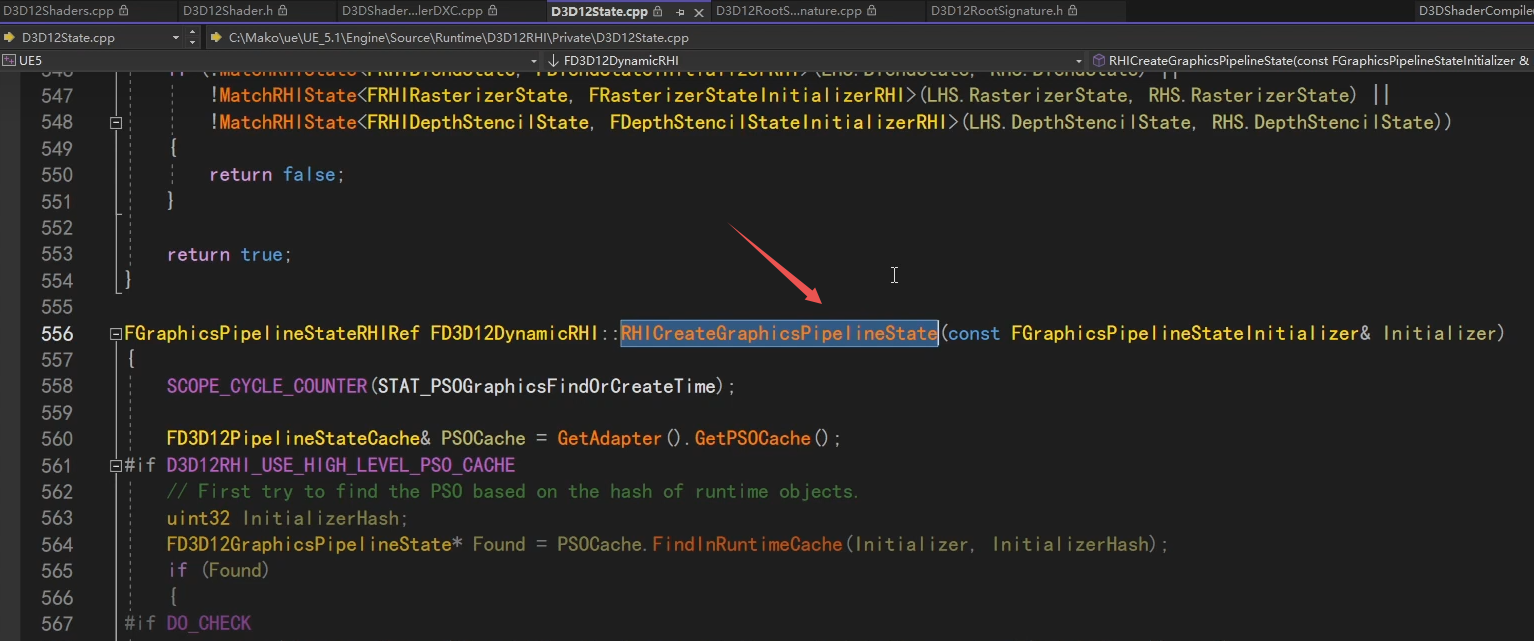 D3D12Shaders.cpp
D3D12Shader.h
D3DShader...lerDXC.cpp
D3D12State.cpp
D3D12RootS...nature.cpp
D3D12RootSignature.h
D3DShaderCompile
D3D12State.cpp
C:\Mako\ue\UE_5.1\Engine\Source\Runtime\D3D12RHI\Private\D3D12State.cpp
UE5
FD3D12DynamicRHI
RHICreateGraphicsPipelineState(const FGraphicsPipelineStateInitializer &
546 if (!MatchRHIState<FRHIBlendState, FBlendStateInitializerRHI>(LHS.BlendState, RHS.BlendState) ||
547 !MatchRHIState<FRHIRasterizerState, FRasterizerStateInitializerRHI>(LHS.RasterizerState, RHS.RasterizerState) ||
548 !MatchRHIState<FRHIDepthStencilState, FDepthStencilStateInitializerRHI>(LHS.DepthStencilState, RHS.DepthStencilState))
549 {
550 return false;
551 }
552
553 return true;
554 }
555
556 FGraphicsPipelineStateRHIRef FD3D12DynamicRHI::RHICreateGraphicsPipelineState(const FGraphicsPipelineStateInitializer& Initializer)
557 {
558 SCOPE_CYCLE_COUNTER(STAT_PSOGraphicsFindOrCreateTime);
559
560 FD3D12PipelineStateCache& PSOCache = GetAdapter().GetPSOCache();
561 #if D3D12RHI_USE_HIGH_LEVEL_PSO_CACHE
562 // First try to find the PSO based on the hash of runtime objects.
563 uint32 InitializerHash;
564 FD3D12GraphicsPipelineState* Found = PSOCache.FindInRuntimeCache(Initializer, InitializerHash);
565 if (Found)
566 {
567 #if DO_CHECK